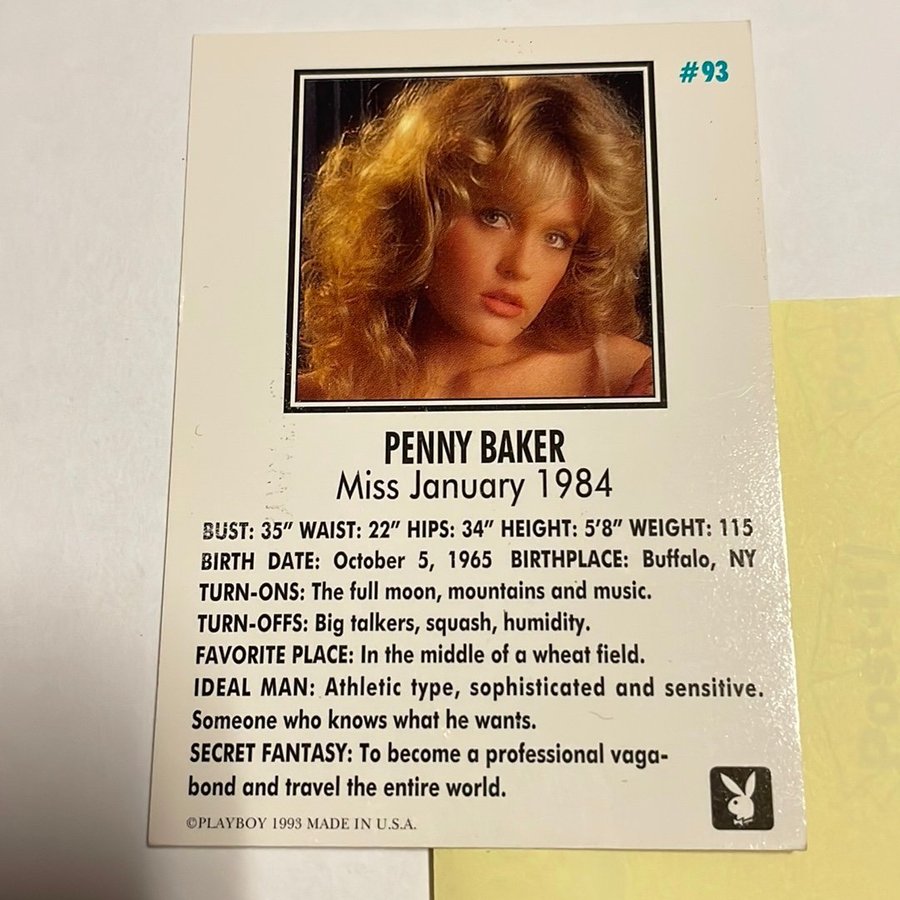 #93
PENNY BAKER
Miss January 1984
BUST: 35" WAIST: 22" HIPS: 34" HEIGHT: 5'8" WEIGHT: 115
BIRTH DATE: October 5, 1965 BIRTHPLACE: Buffalo, NY
TURN-ONS: The full moon, mountains and music.
TURN-OFFS: Big talkers, squash, humidity.
FAVORITE PLACE: In the middle of a wheat field.
IDEAL MAN: Athletic type, sophisticated and sensitive.
Someone who knows what he wants.
SECRET FANTASY: To become a professional vaga-
bond and travel the entire world.
©PLAYBOY 1993 MADE IN U.S.A.